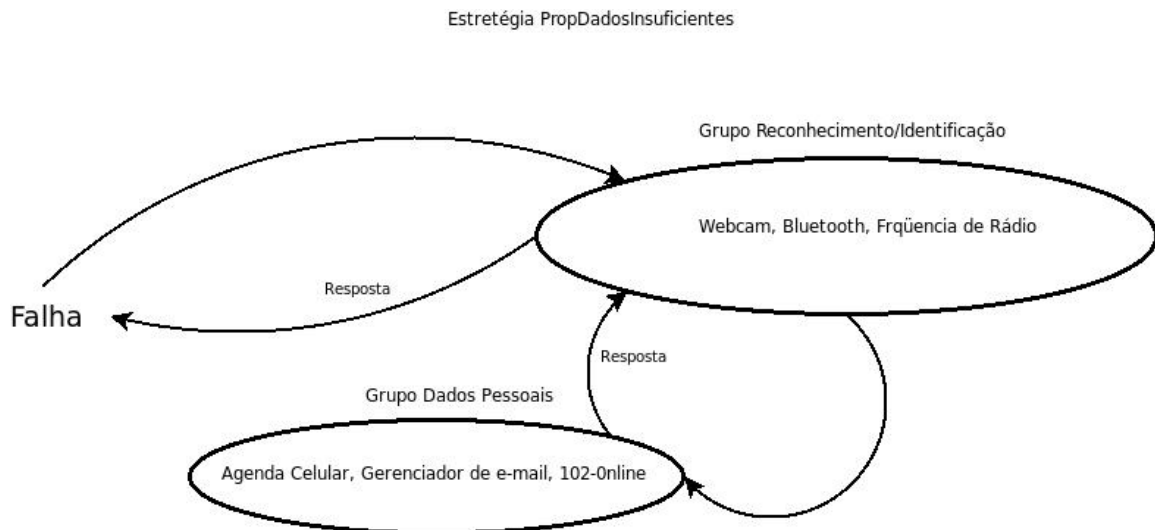 Estretégia PropDadosInsuficientes
Grupo Reconhecimento/Identificação
Webcam, Bluetooth, Frqüencia de Rádio
Resposta
Falha
Resposta
Grupo Dados Pessoais
Agenda Celular, Gerenciador de e-mail, 102-0nline